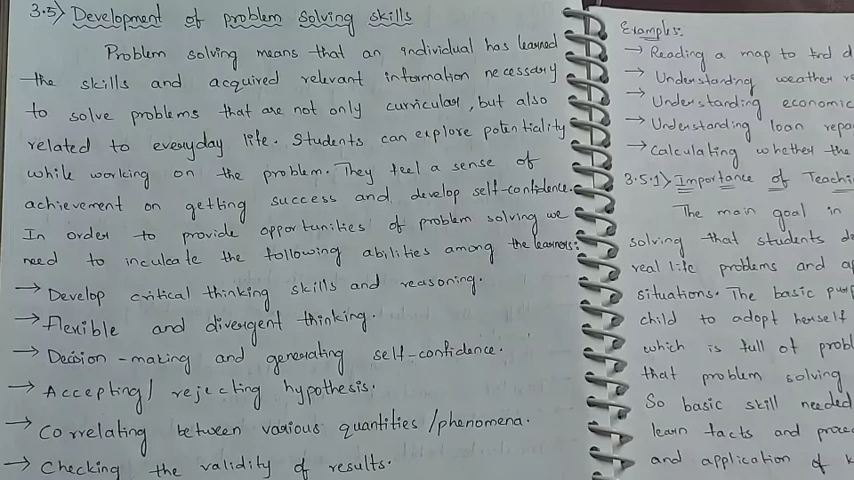 3.5) Development of problem solving skills
Problem solving means that an individual has learned
the skills and acquired relevant information necessary
to solve problems that are not only curricular, but also
related to everyday life. Students can explore potentiality
while working on the problem. They feel a sense of
achievement on getting success and develop self-confidence.
In order to provide opportunities of problem solving we
need to inculcate the following abilities among the learners:
→ Develop critical thinking skills and reasoning.
→ Flexible and divergent thinking.
→ Decision-making and generating self-confidence.
→ Accepting/ rejecting hypothesis.
→ Correlating between various quantities /phenomena.
→ Checking the validity of results.
Examples:
→ Reading a map to find
→ Understanding weather
→ Understanding economic
→ Understanding loan
→ Calculating whether the
3.5.1) Importance of
The main goal in
solving that students
real life problems and
situations. The basic
child to adopt herself
which is full of
that problem solving
So basic skill needed
learn facts and
and application of